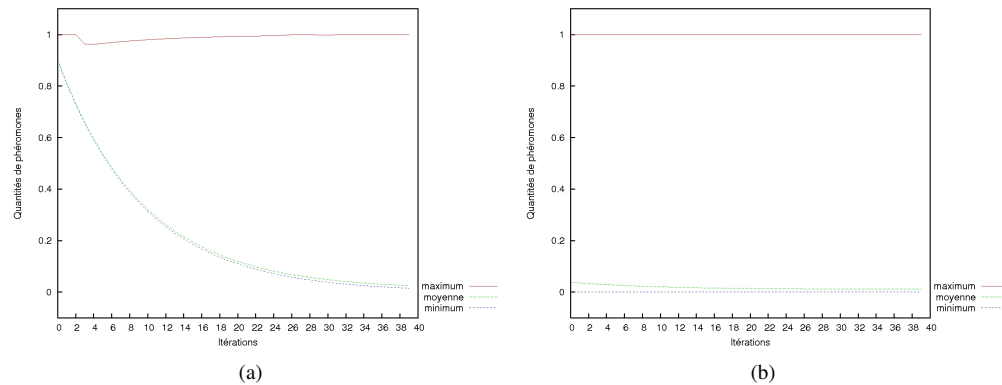 1
0.8
0.6
0.4
0.2
0
Quantités de phéromones
0 2 4 6 8 10 12 14 16 18 20 22 24 26 28 30 32 34 36 38 40
Itérations
maximum
moyenne
minimum
(a)
1
0.8
0.6
0.4
0.2
0
Quantités de phéromones
0 2 4 6 8 10 12 14 16 18 20 22 24 26 28 30 32 34 36 38 40
Itérations
maximum
moyenne
minimum
(b)